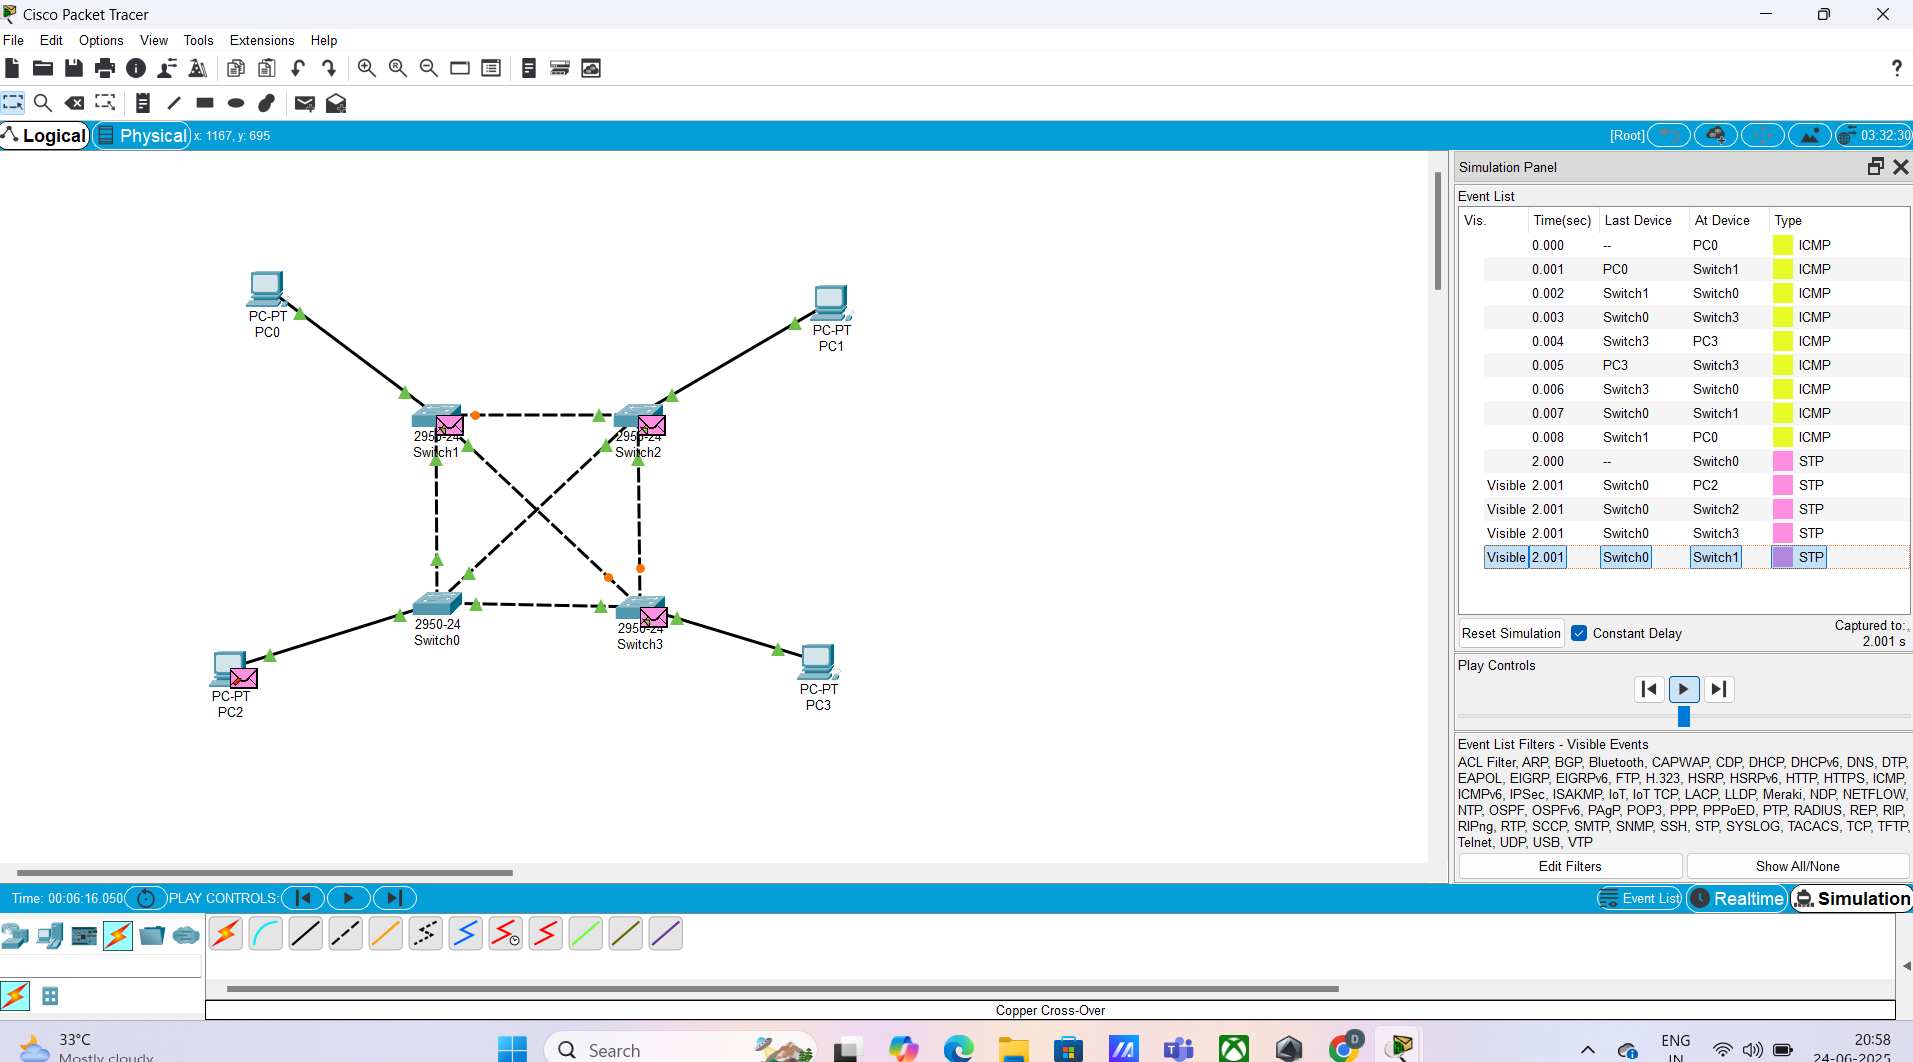 Cisco Packet Tracer
File Edit Options View Tools Extensions Help
Logical Physical x: 1167, y: 695 [Root] 03:32:30
Simulation Panel
Event List
Vis. Time(sec) Last Device At Device Type
0.000 -- PC0 ICMP
0.001 PC0 Switch1 ICMP
0.002 Switch1 Switch0 ICMP
0.003 Switch0 Switch3 ICMP
0.004 Switch3 PC3 ICMP
0.005 PC3 Switch3 ICMP
0.006 Switch3 Switch0 ICMP
0.007 Switch0 Switch1 ICMP
0.008 Switch1 PC0 ICMP
2.000 -- Switch0 STP
Visible 2.001 Switch0 PC2 STP
Visible 2.001 Switch0 Switch2 STP
Visible 2.001 Switch0 Switch3 STP
Visible 2.001 Switch0 Switch1 STP
Reset Simulation Constant Delay Captured to:
2.001 s
Play Controls
Event List Filters - Visible Events
ACL Filter, ARP, BGP, Bluetooth, CAPWAP, CDP, DHCP, DHCPv6, DNS, DTP,
EAPOL, EIGRP, EIGRPv6, FTP, H.323, HSRP, HSRPv6, HTTP, HTTPS, ICMP,
ICMPv6, IPSec, ISAKMP, IoT, IoT TCP, LACP, LLDP, Meraki, NDP, NETFLOW,
NTP, OSPF, OSPFv6, PAgP, POP3, PPP, PPPoED, PTP, RADIUS, REP, RIP,
RIPng, RTP, SCCP, SMTP, SNMP, SSH, STP, SYSLOG, TACACS, TCP, TFTP,
Telnet, UDP, USB, VTP
Edit Filters Show All/None
PC-PT
PC0
PC-PT
PC1
2950-24
Switch1
2950-24
Switch2
2950-24
Switch0
2950-24
Switch3
PC-PT
PC2
PC-PT
PC3
Time: 00:06:16.050 PLAY CONTROLS: Event List Realtime Simulation
Copper Cross-Over
33°C
Mostly cloudy
Search
ENG
IN
20:58
24-06-2025